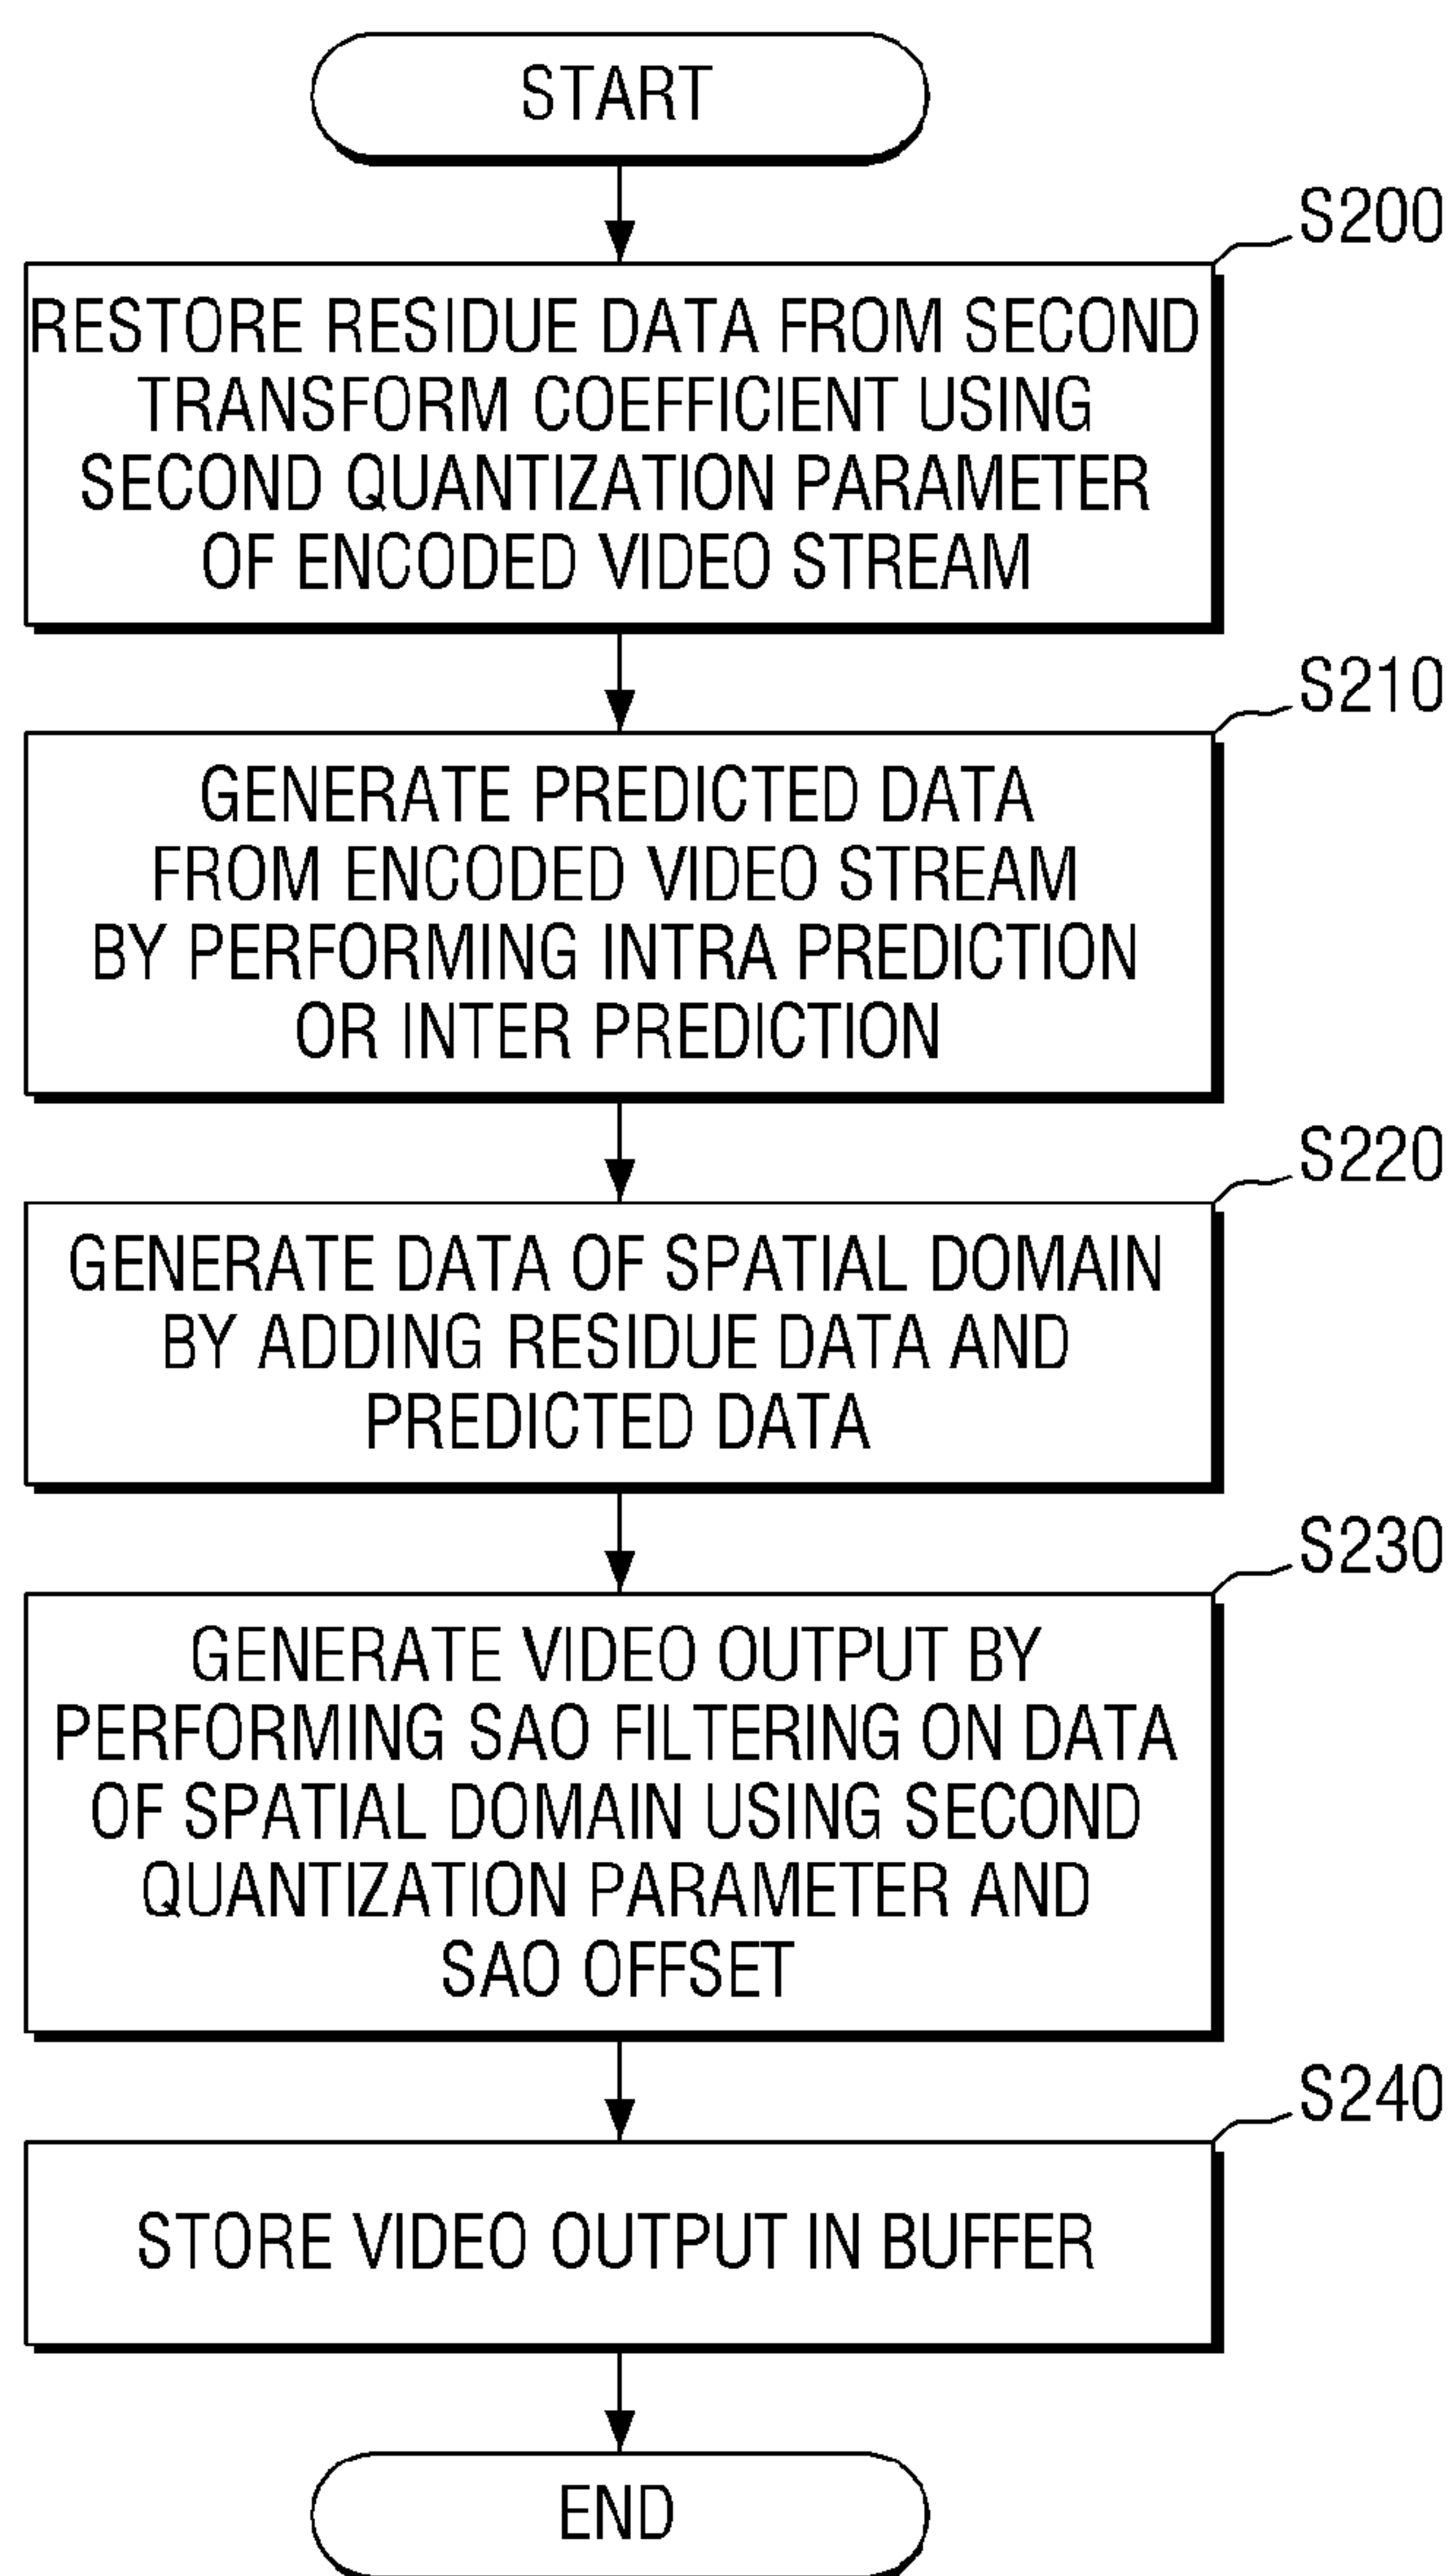 START
S200
RESTORE RESIDUE DATA FROM SECOND
TRANSFORM COEFFICIENT USING
SECOND QUANTIZATION PARAMETER
OF ENCODED VIDEO STREAM
S210
GENERATE PREDICTED DATA
FROM ENCODED VIDEO STREAM
BY PERFORMING INTRA PREDICTION
OR INTER PREDICTION
S220
GENERATE DATA OF SPATIAL DOMAIN
BY ADDING RESIDUE DATA AND
PREDICTED DATA
S230
GENERATE VIDEO OUTPUT BY
PERFORMING SAO FILTERING ON DATA
OF SPATIAL DOMAIN USING SECOND
QUANTIZATION PARAMETER AND
SAO OFFSET
S240
STORE VIDEO OUTPUT IN BUFFER
END